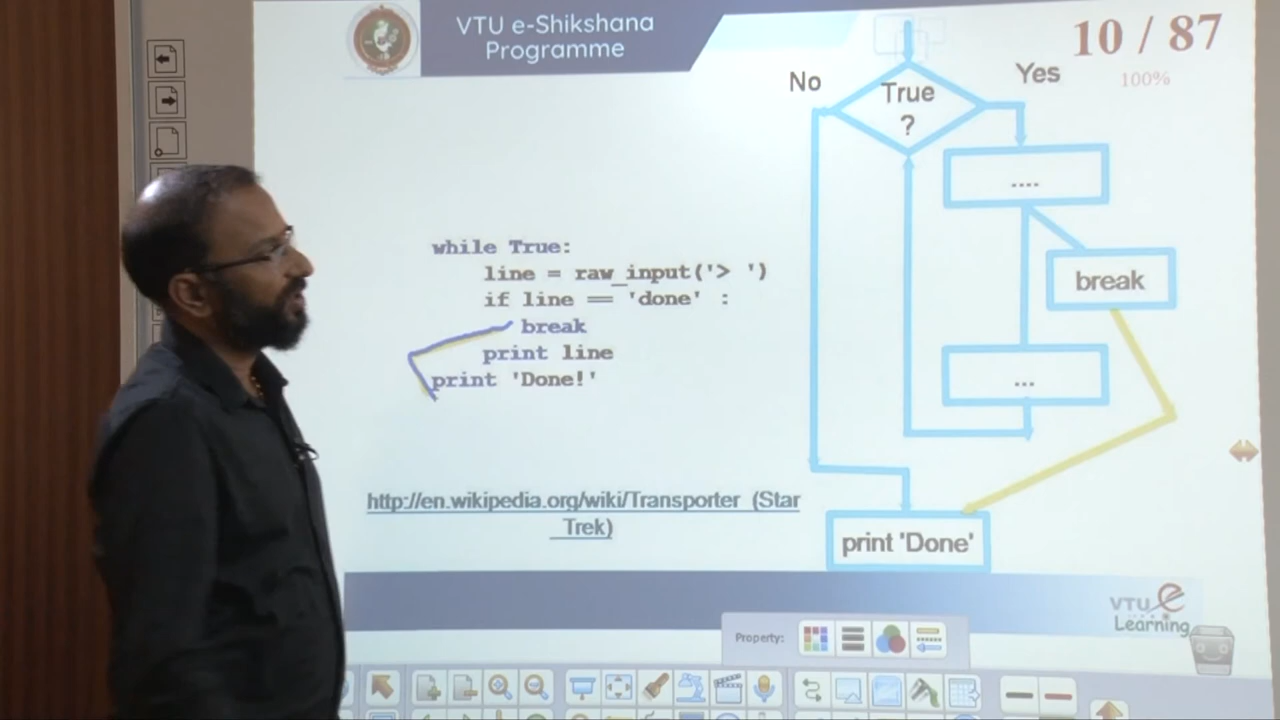 VTU e-Shikshana
Programme
10 / 87
100%
No
True
?
Yes
....
break
...
print 'Done'
while True:
line = raw_input('> ')
if line == 'done' :
break
print line
print 'Done!'
http://en.wikipedia.org/wiki/Transporter_(Star
_Trek)
VTU e
Learning
Property: